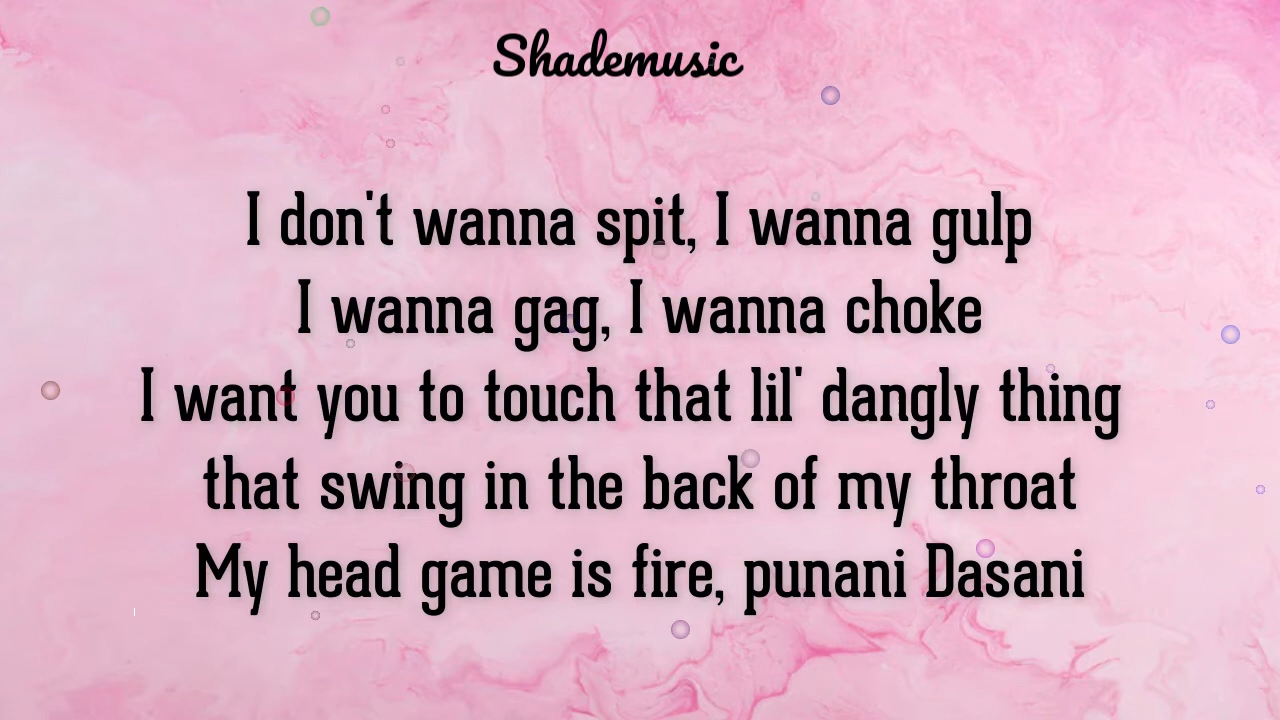 Shademusic
I don't wanna spit, I wanna gulp
I wanna gag, I wanna choke
I want you to touch that lil' dangly thing
that swing in the back of my throat
My head game is fire, punani Dasani